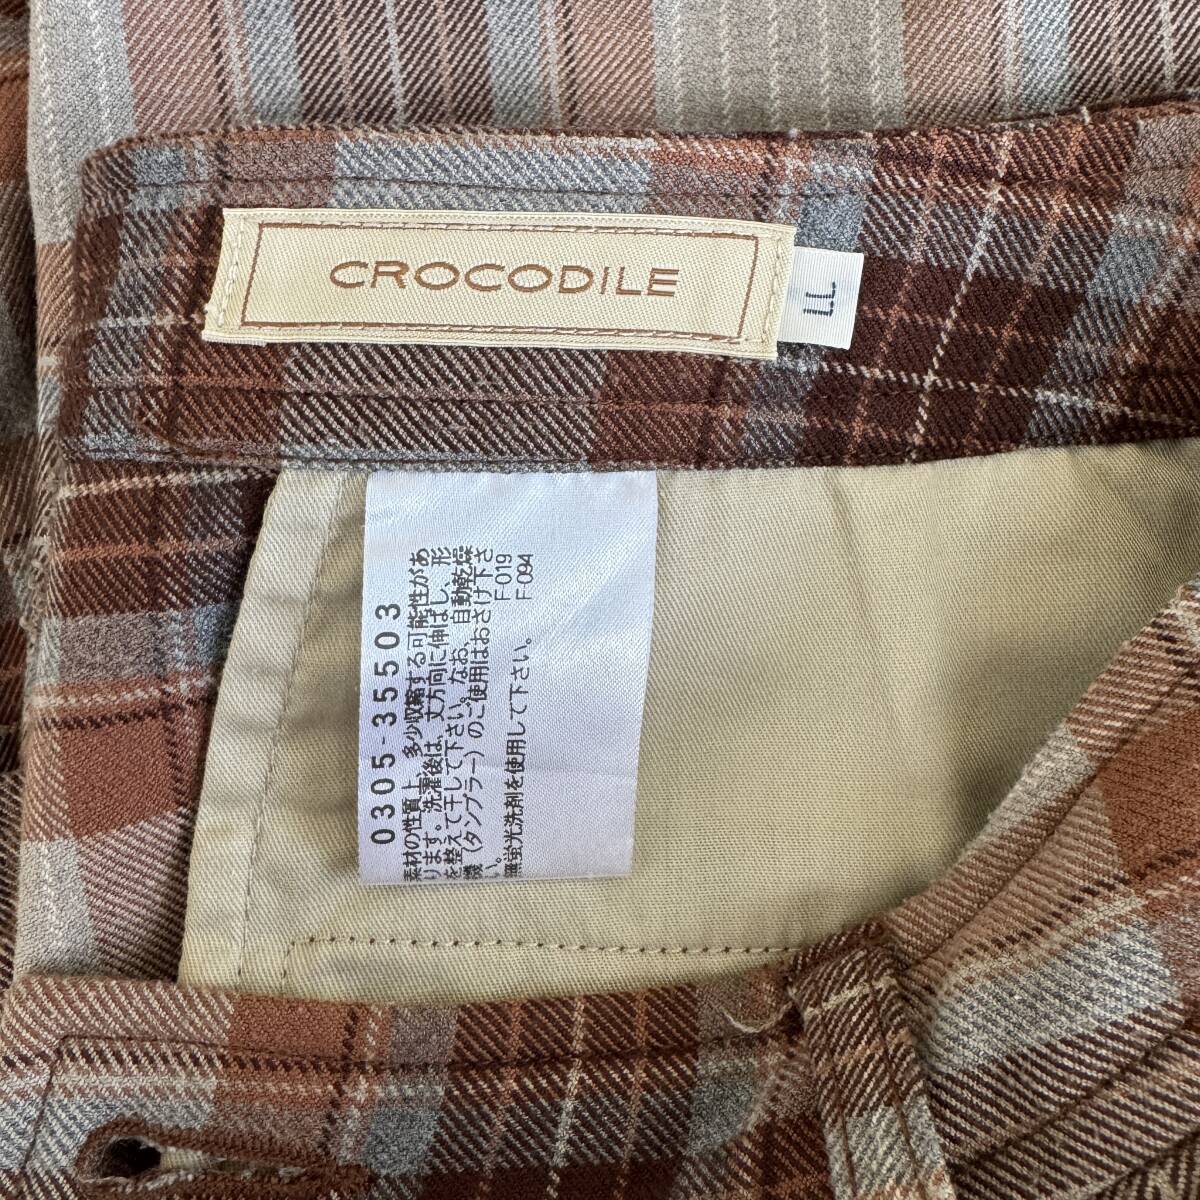 CROCODILE
LL
0305-35503
素材の性質上、多少収縮する可能性があ
ります。洗濯後は、丈方向に伸ばし、形
を整えて干して下さい。なお、自動乾燥
機（タンブラー）のご使用はおさけ下さ
い。 F-019
無蛍光洗剤を使用して下さい。 F-094